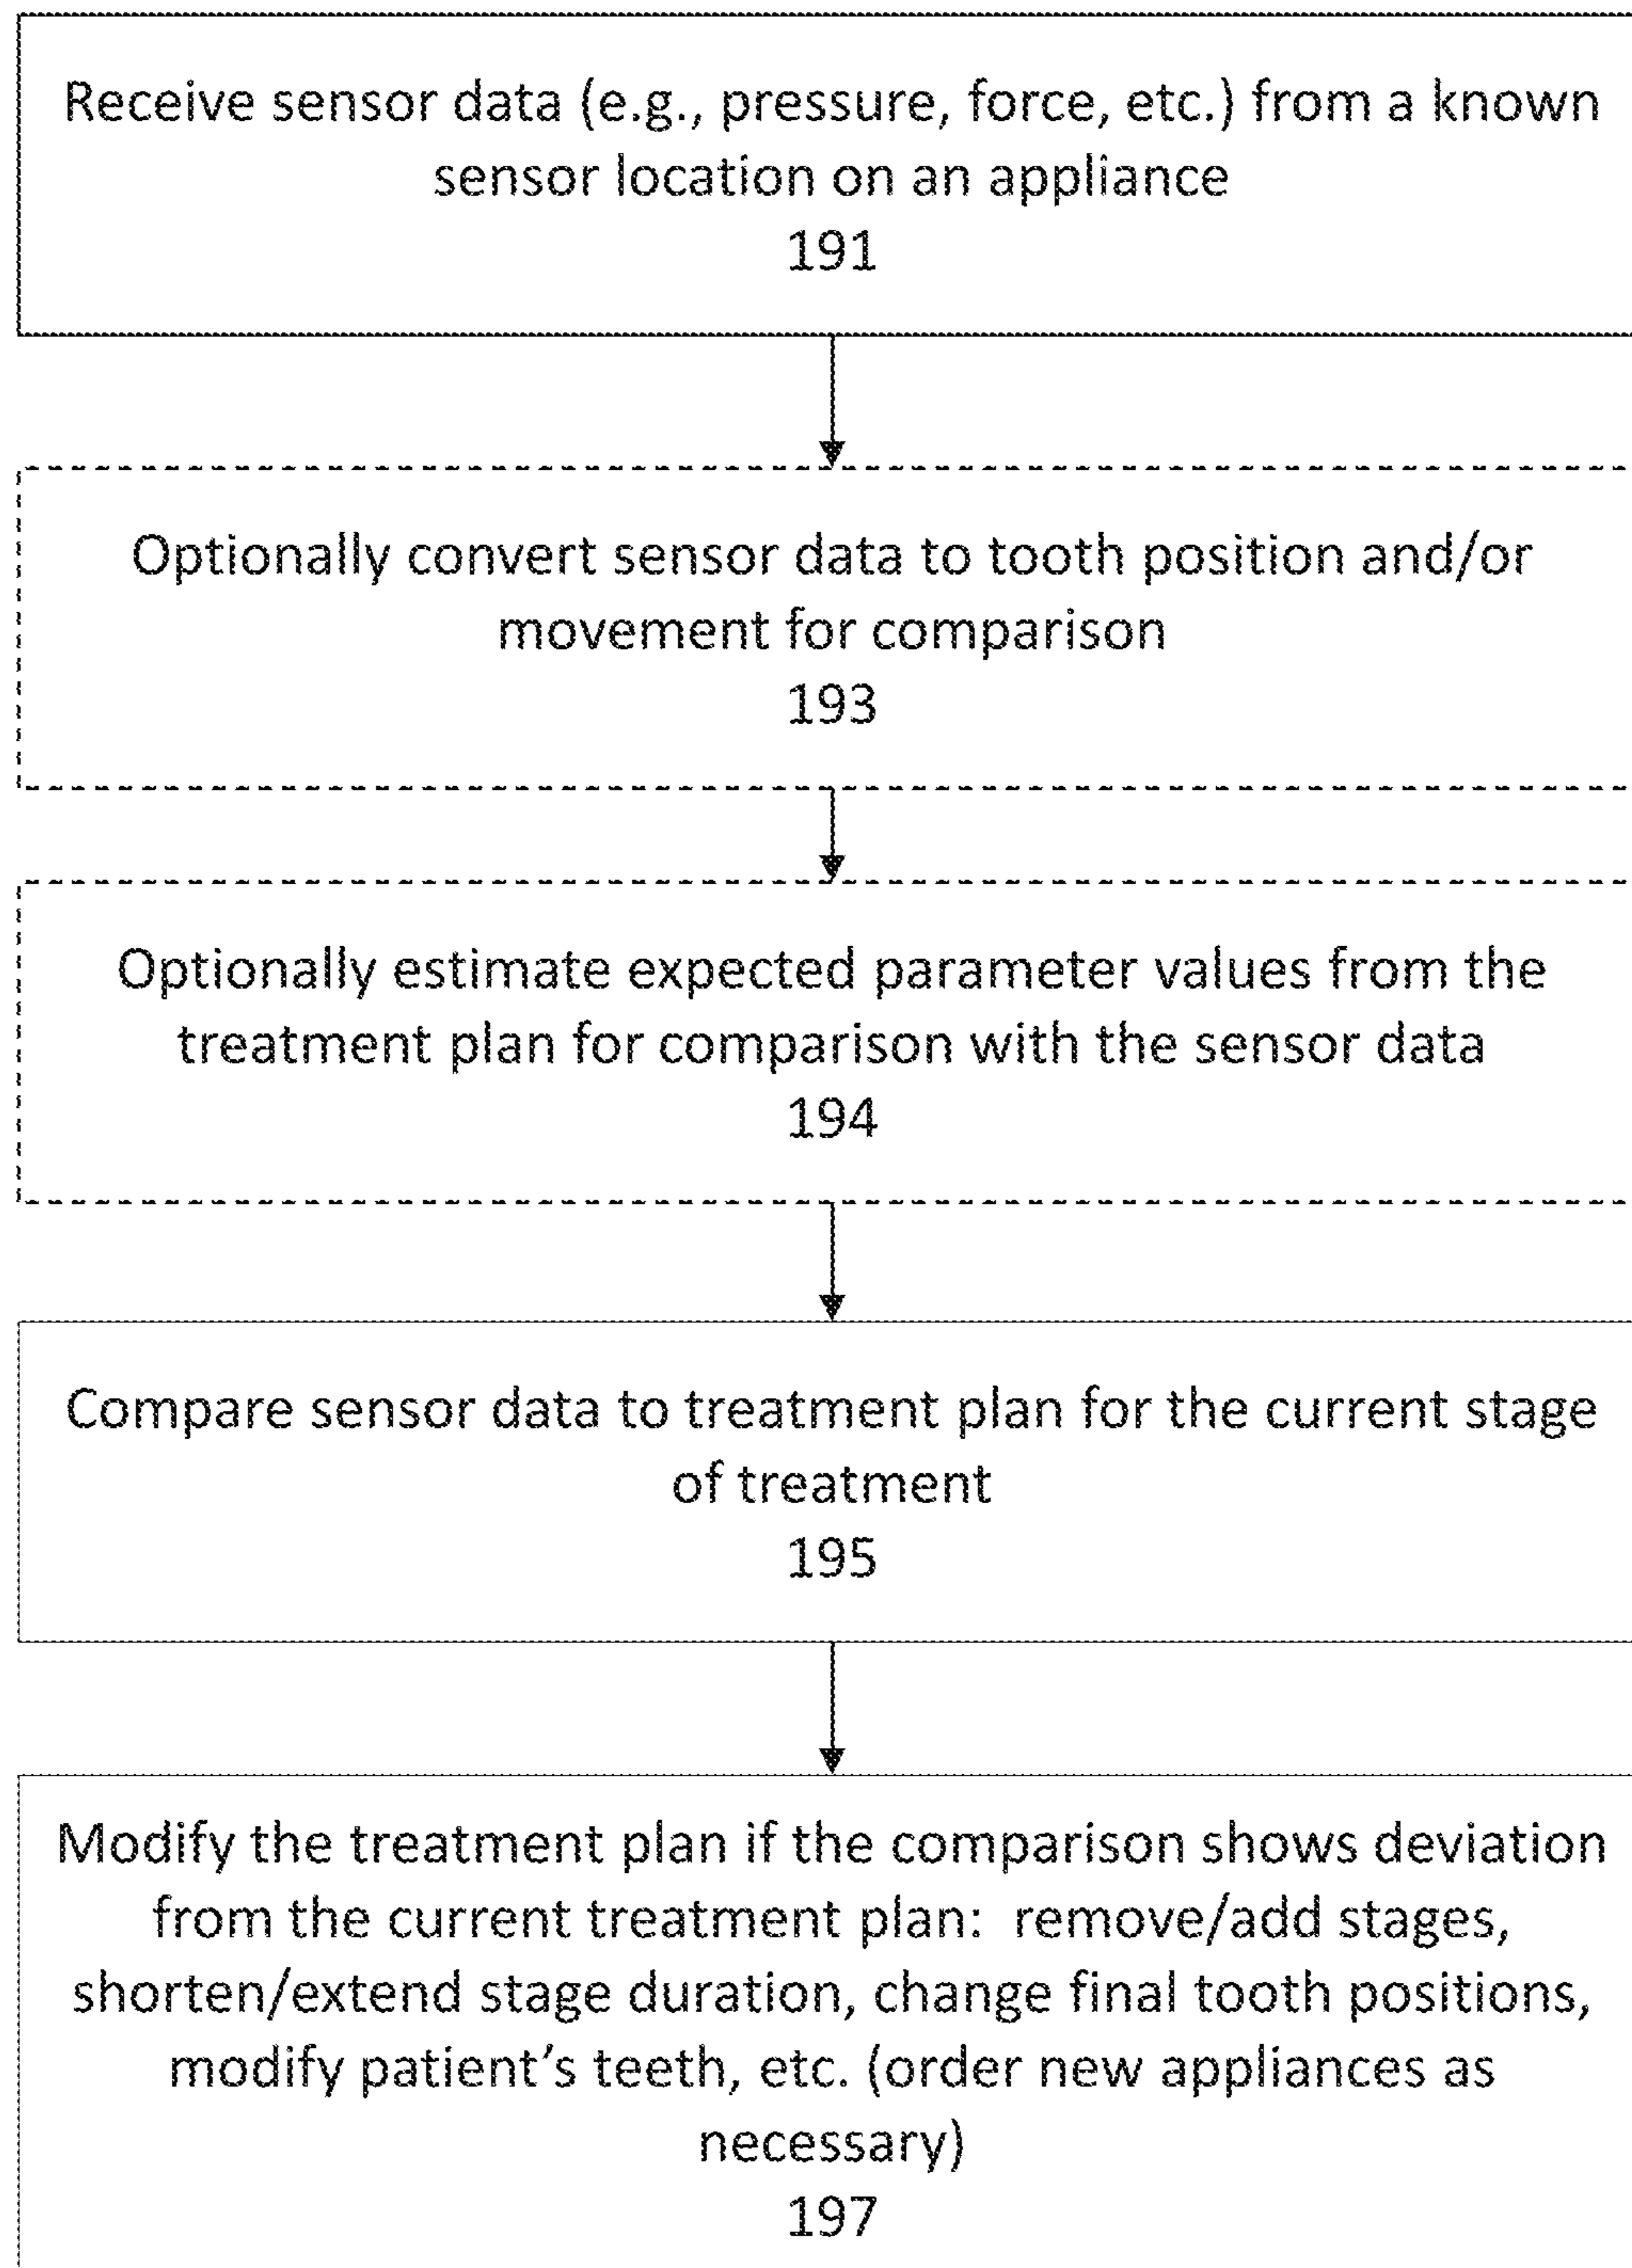 Receive sensor data (e.g., pressure, force, etc.) from a known
sensor location on an appliance
191
Optionally convert sensor data to tooth position and/or
movement for comparison
193
Optionally estimate expected parameter values from the
treatment plan for comparison with the sensor data
194
Compare sensor data to treatment plan for the current stage
of treatment
195
Modify the treatment plan if the comparison shows deviation
from the current treatment plan:  remove/add stages,
shorten/extend stage duration, change final tooth positions,
modify patient’s teeth, etc. (order new appliances as
necessary)
197